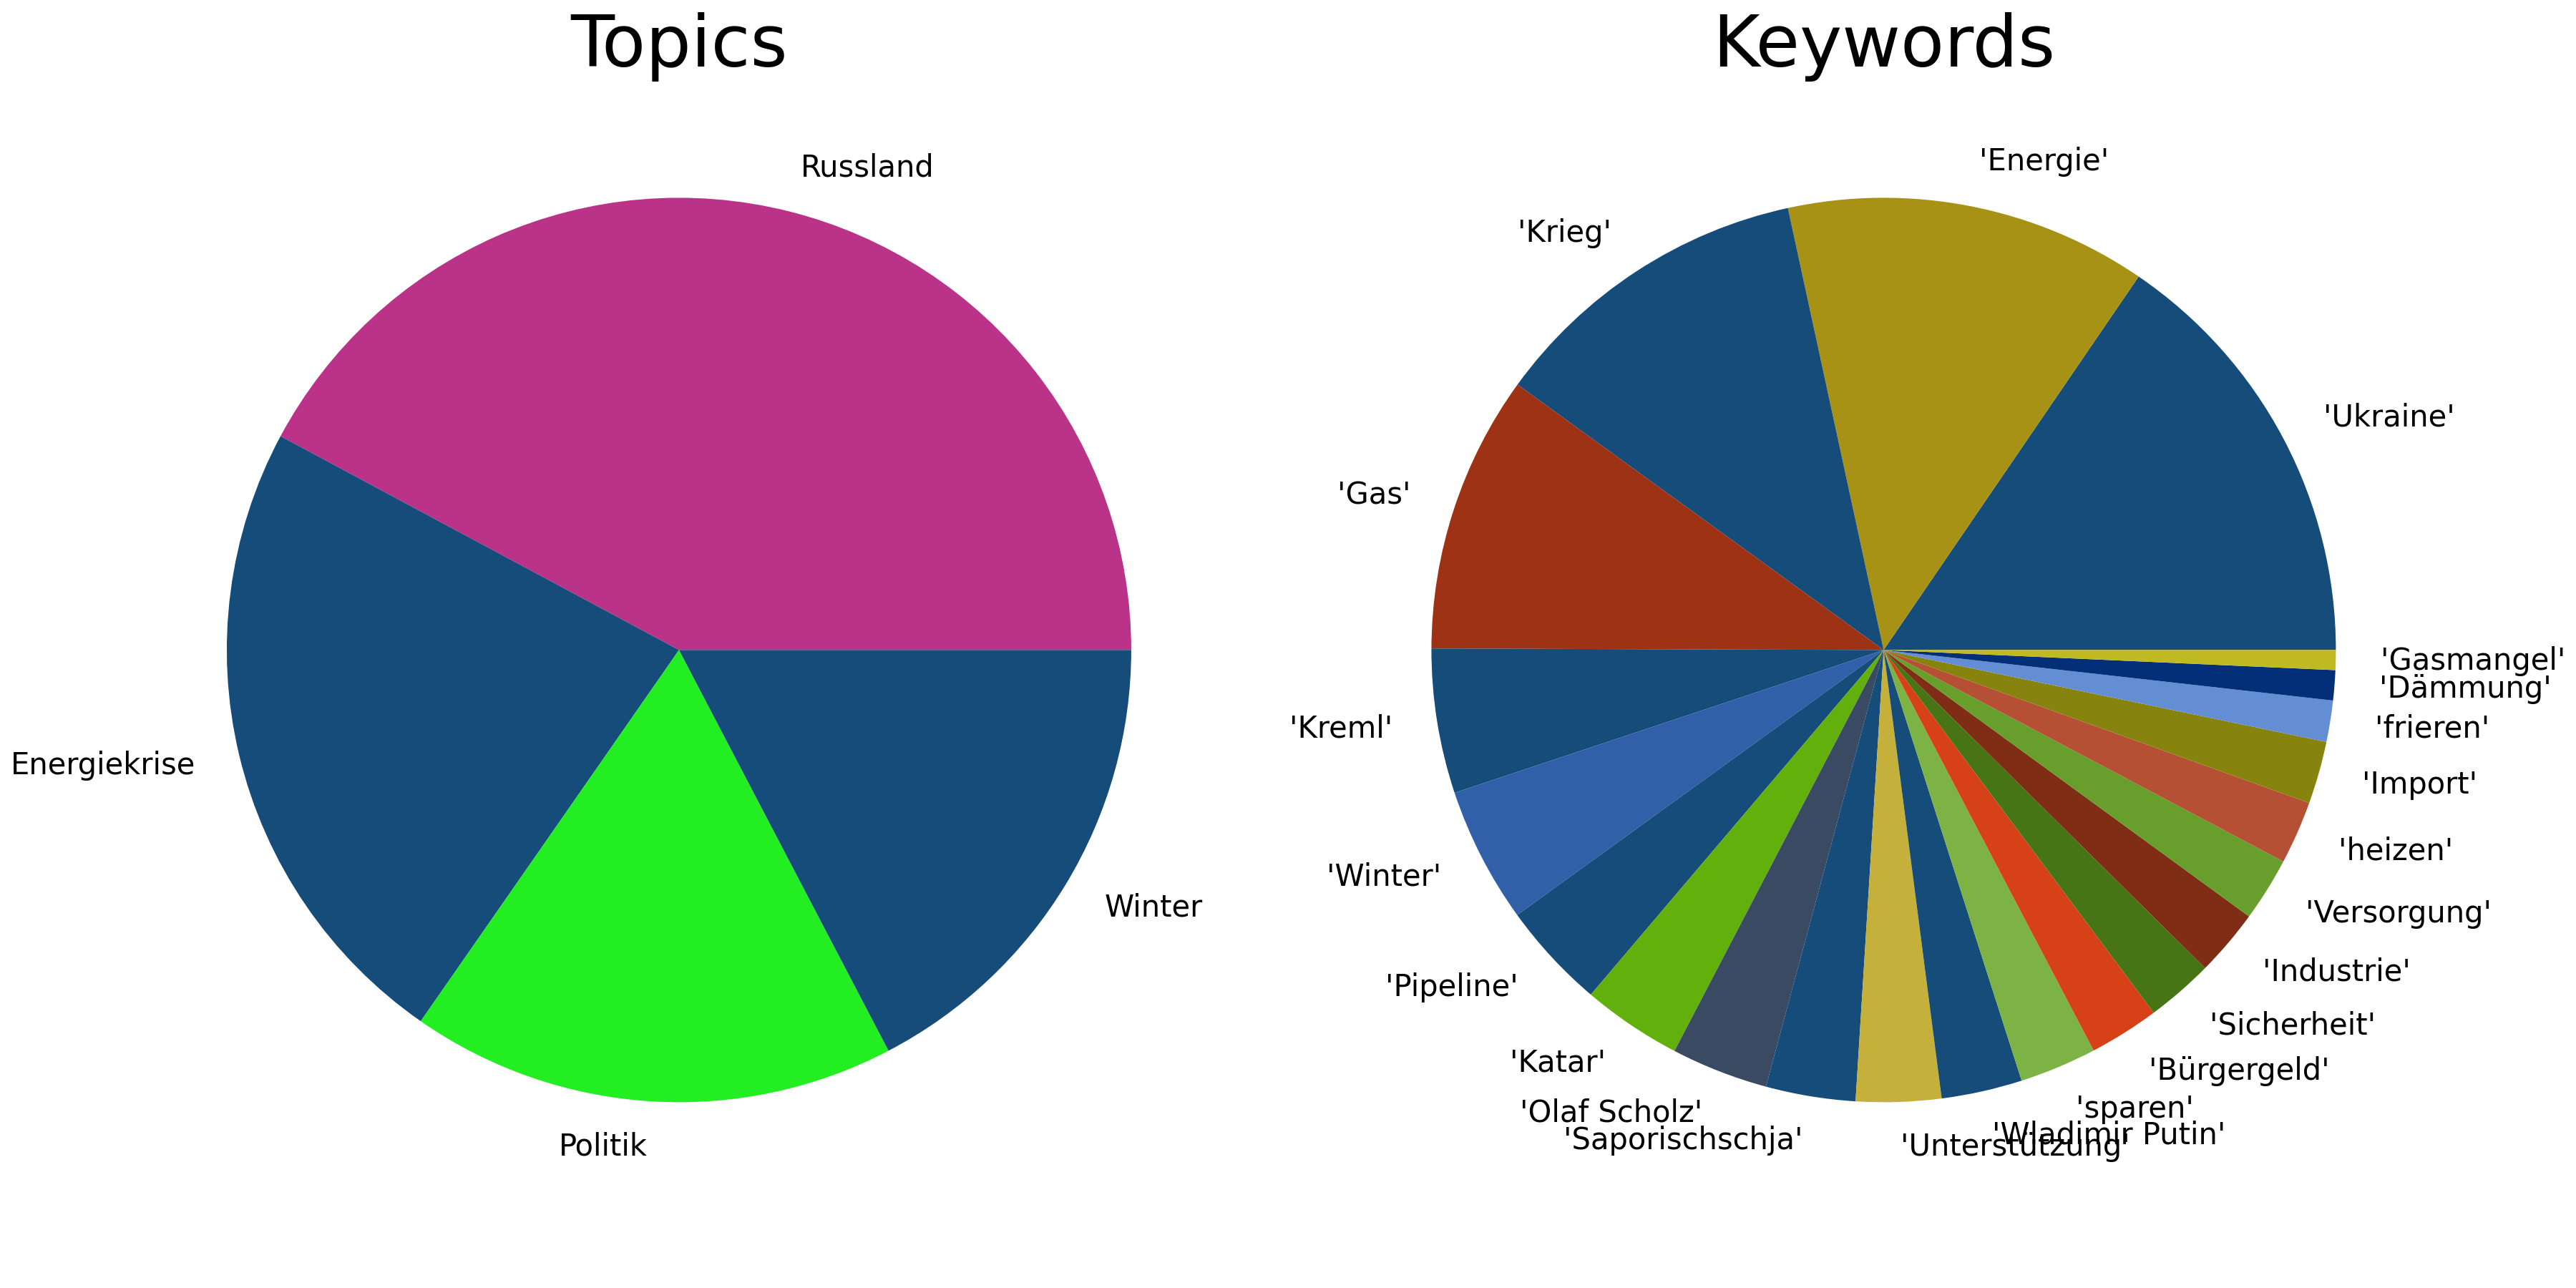 Topics
Russland
Energiekrise
Politik
Winter
Keywords
'Ukraine'
'Energie'
'Krieg'
'Gas'
'Kreml'
'Winter'
'Pipeline'
'Katar'
'Olaf Scholz'
'Saporischschja'
'Unterstützung'
'Wladimir Putin'
'sparen'
'Bürgergeld'
'Sicherheit'
'Industrie'
'Versorgung'
'heizen'
'Import'
'frieren'
'Dämmung'
'Gasmangel'